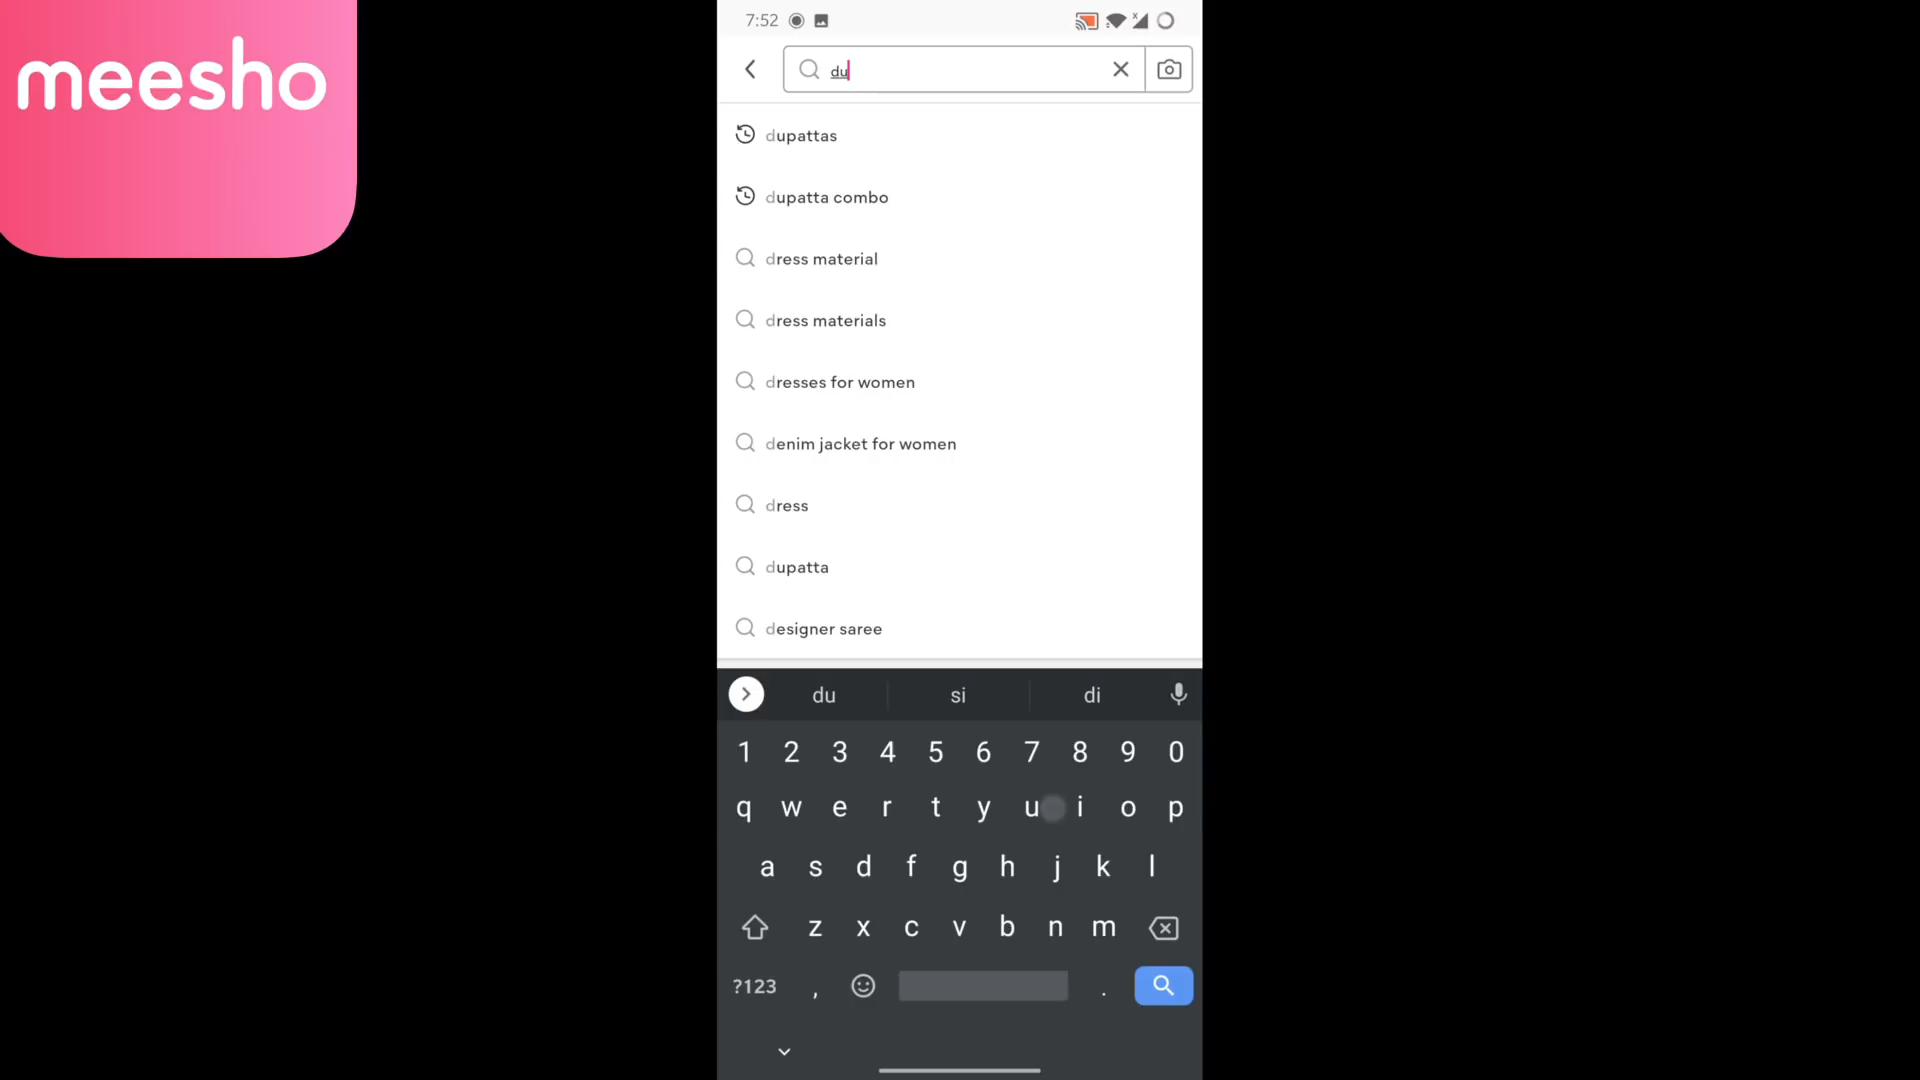 meesho
7:52
du
dupattas
dupatta combo
dress material
dress materials
dresses for women
denim jacket for women
dress
dupatta
designer saree
du si di
1 2 3 4 5 6 7 8 9 0
q w e r t y u i o p
a s d f g h j k l
z x c v b n m
?123 , .